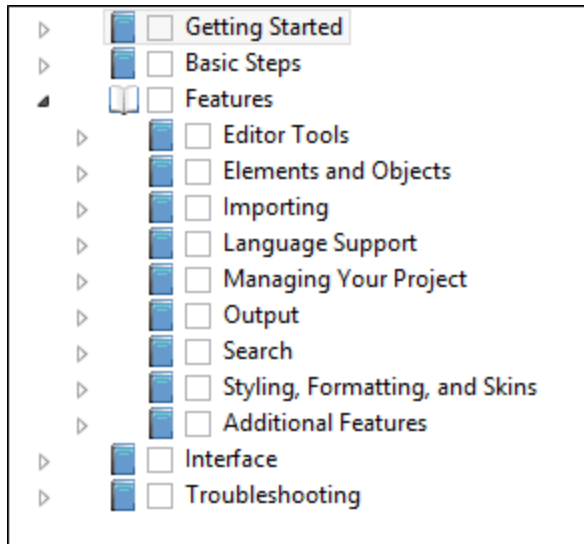 Getting Started
Basic Steps
Features
Editor Tools
Elements and Objects
Importing
Language Support
Managing Your Project
Output
Search
Styling, Formatting, and Skins
Additional Features
Interface
Troubleshooting